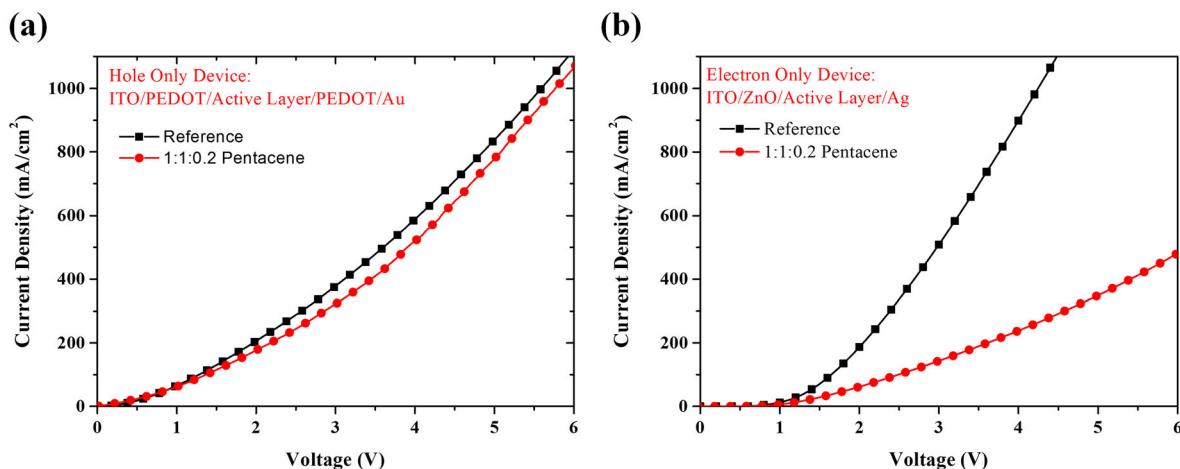 (a)
Hole Only Device:
ITO/PEDOT/Active Layer/PEDOT/Au
Reference
1:1:0.2 Pentacene
Current Density (mA/cm²)
1000
800
600
400
200
0
0 1 2 3 4 5 6
Voltage (V)
(b)
Electron Only Device:
ITO/ZnO/Active Layer/Ag
Reference
1:1:0.2 Pentacene
Current Density (mA/cm²)
1000
800
600
400
200
0
0 1 2 3 4 5 6
Voltage (V)